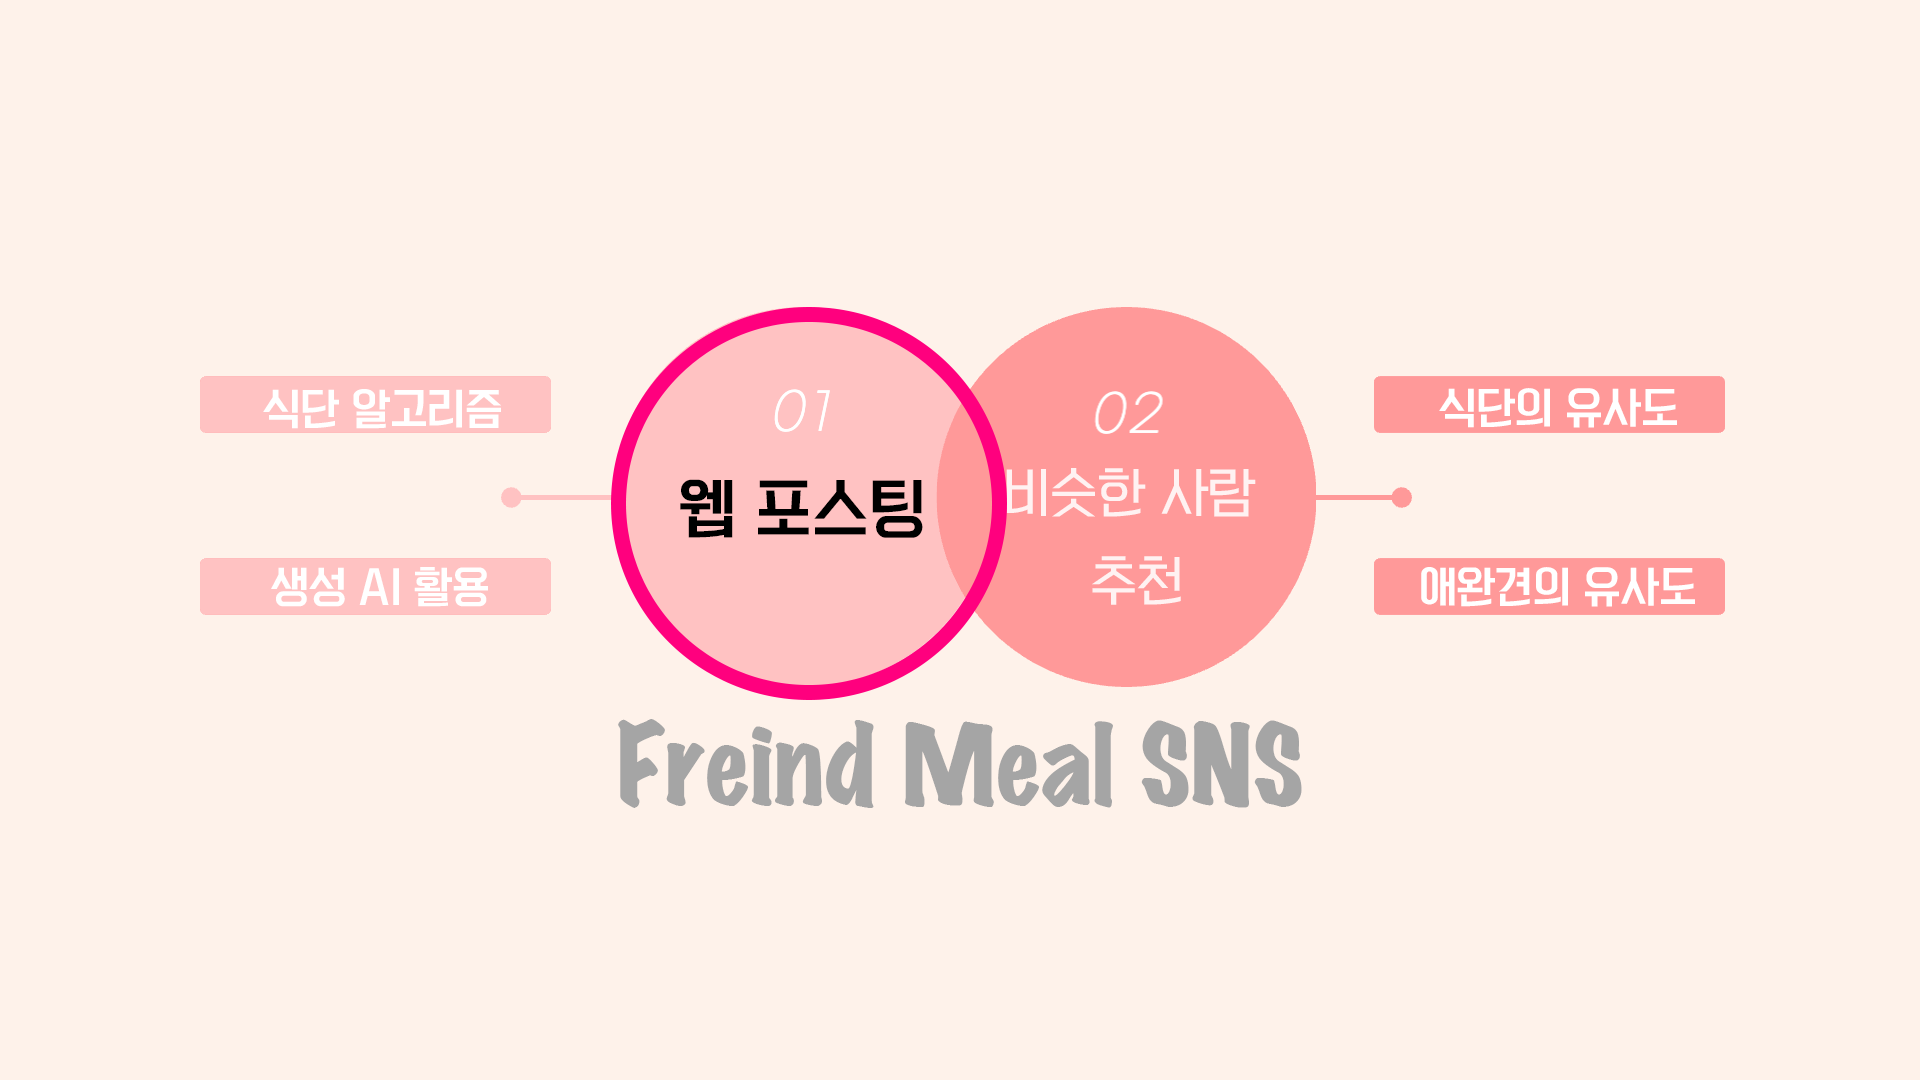 식단 알고리즘
생성 AI 활용
01
웹 포스팅
02
비슷한 사람
추천
식단의 유사도
애완견의 유사도
Freind Meal SNS